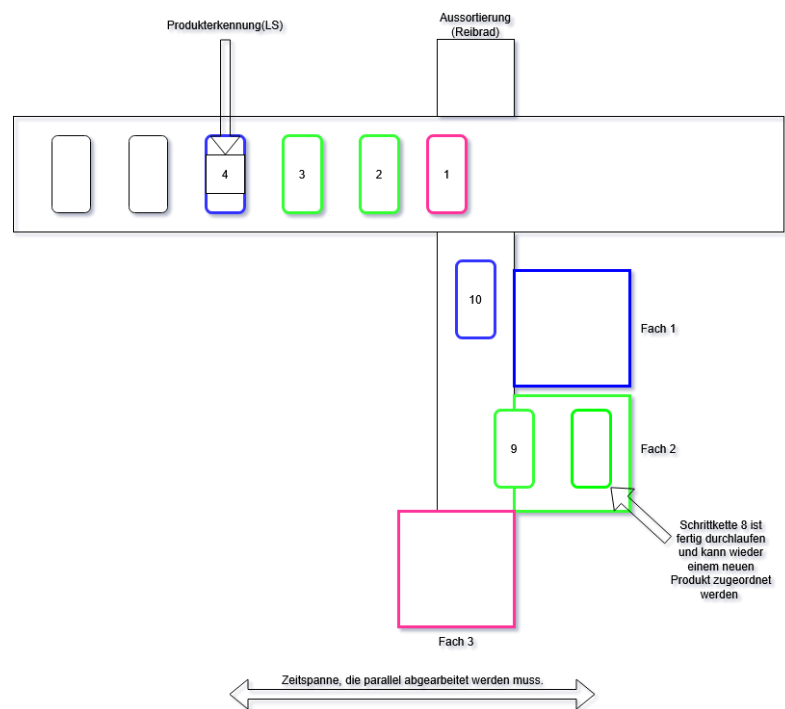 Produkterkennung(LS)
Aussortierung
(Reibrad)
4
3
2
1
10
Fach 1
9
Fach 2
Schrittkette 8 ist
fertig durchlaufen
und kann wieder
einem neuen
Produkt zugeordnet
werden
Fach 3
Zeitspanne, die parallel abgearbeitet werden muss.